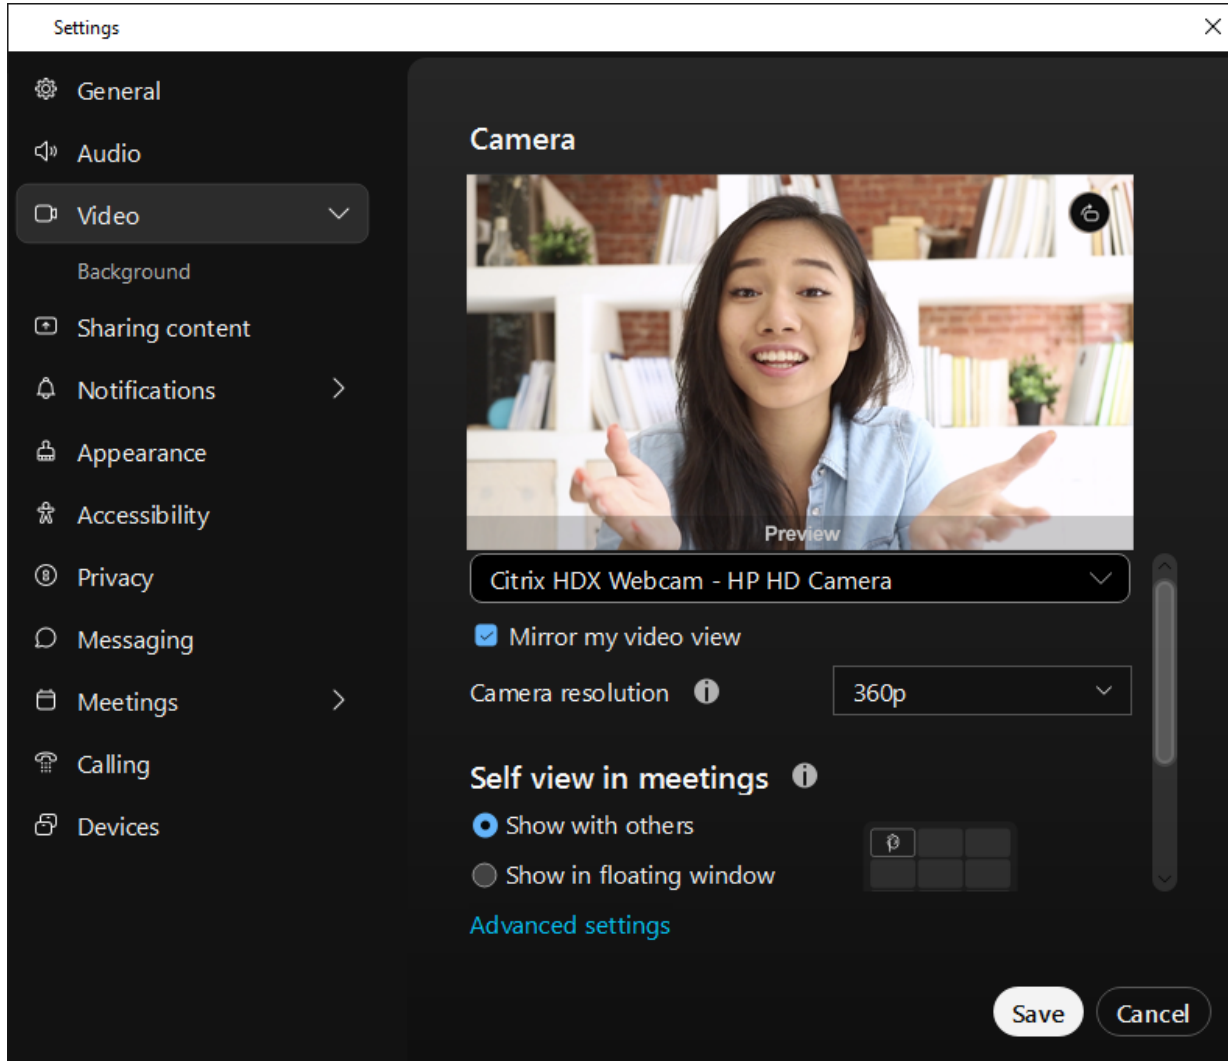 Settings
General
Audio
Video
Background
Sharing content
Notifications
Appearance
Accessibility
Privacy
Messaging
Meetings
Calling
Devices
Camera
Preview
Citrix HDX Webcam - HP HD Camera
Mirror my video view
Camera resolution 360p
Self view in meetings
Show with others
Show in floating window
Advanced settings
Save Cancel